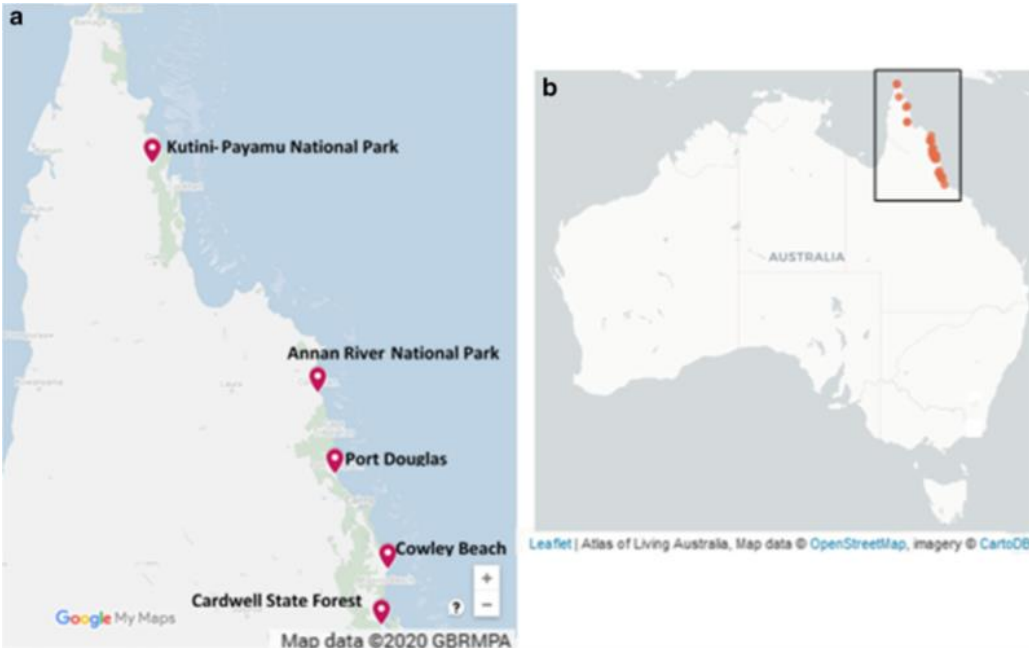 a
Kutini-Payamu National Park
Annan River National Park
Laura
Port Douglas
Cowley Beach
Cardwell State Forest
+
?
−
Google My Maps
Map data ©2020 GBRMPA
b
AUSTRALIA
Leaflet | Atlas of Living Australia, Map data © OpenStreetMap, imagery © CartoDB